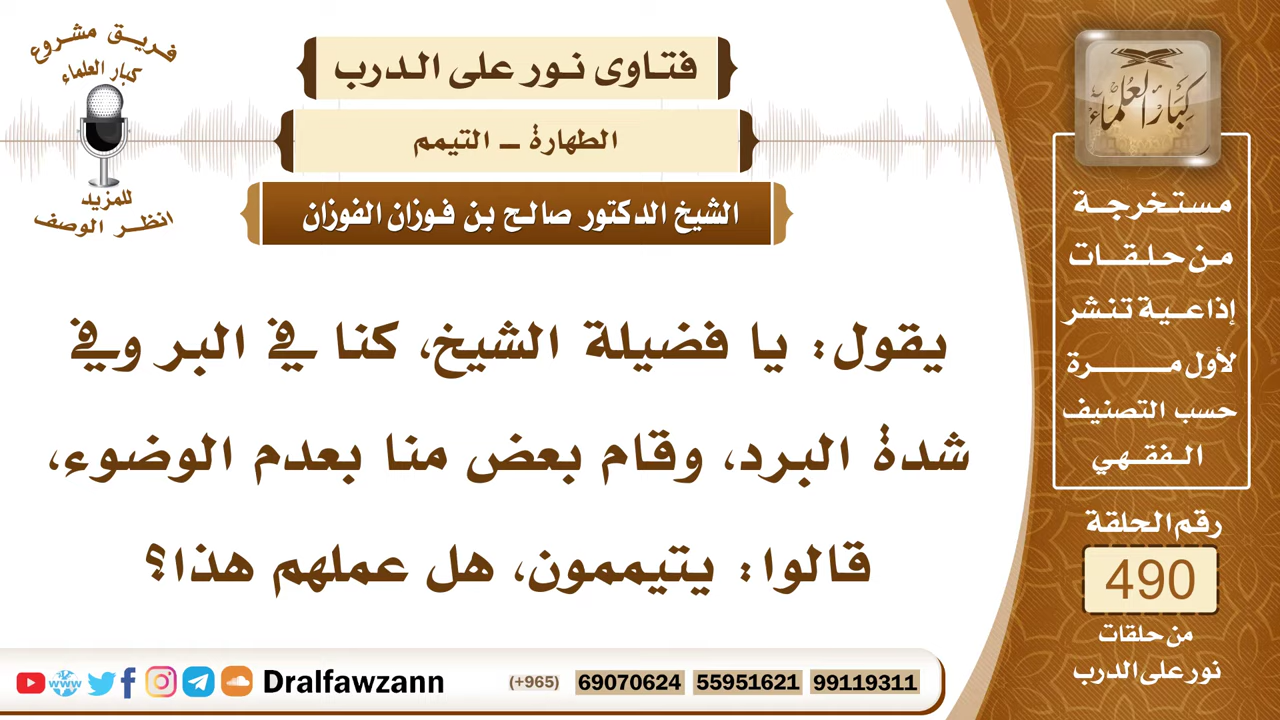 فريق مشروع
كبار العلماء
للمزيد
انظر الوصف
فتاوى نور على الدرب
الطهارة - التيمم
الشيخ الدكتور صالح بن فوزان الفوزان
يقول: يا فضيلة الشيخ، كنا في البر وفي
شدة البرد، وقام بعض منا بعدم الوضوء،
قالوا: يتيممون، هل عملهم هذا؟
كبار العلماء
مستخرجة
من حلقات
إذاعية تنشر
لأول مرة
حسب التصنيف
الفقهي
رقم الحلقة
490
من حلقات
نور على الدرب
www Dralfawzann (+965) 69070624 55951621 99119311